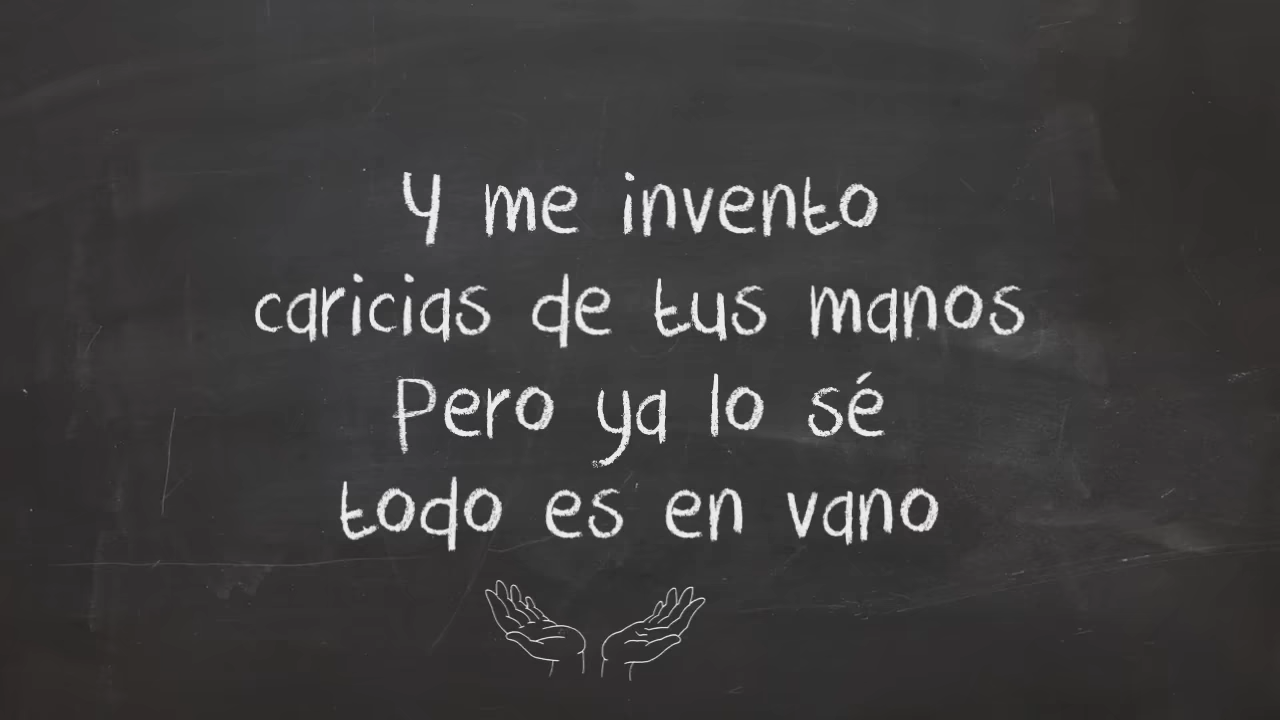 Y me invento
caricias de tus manos
Pero ya lo sé
todo es en vano